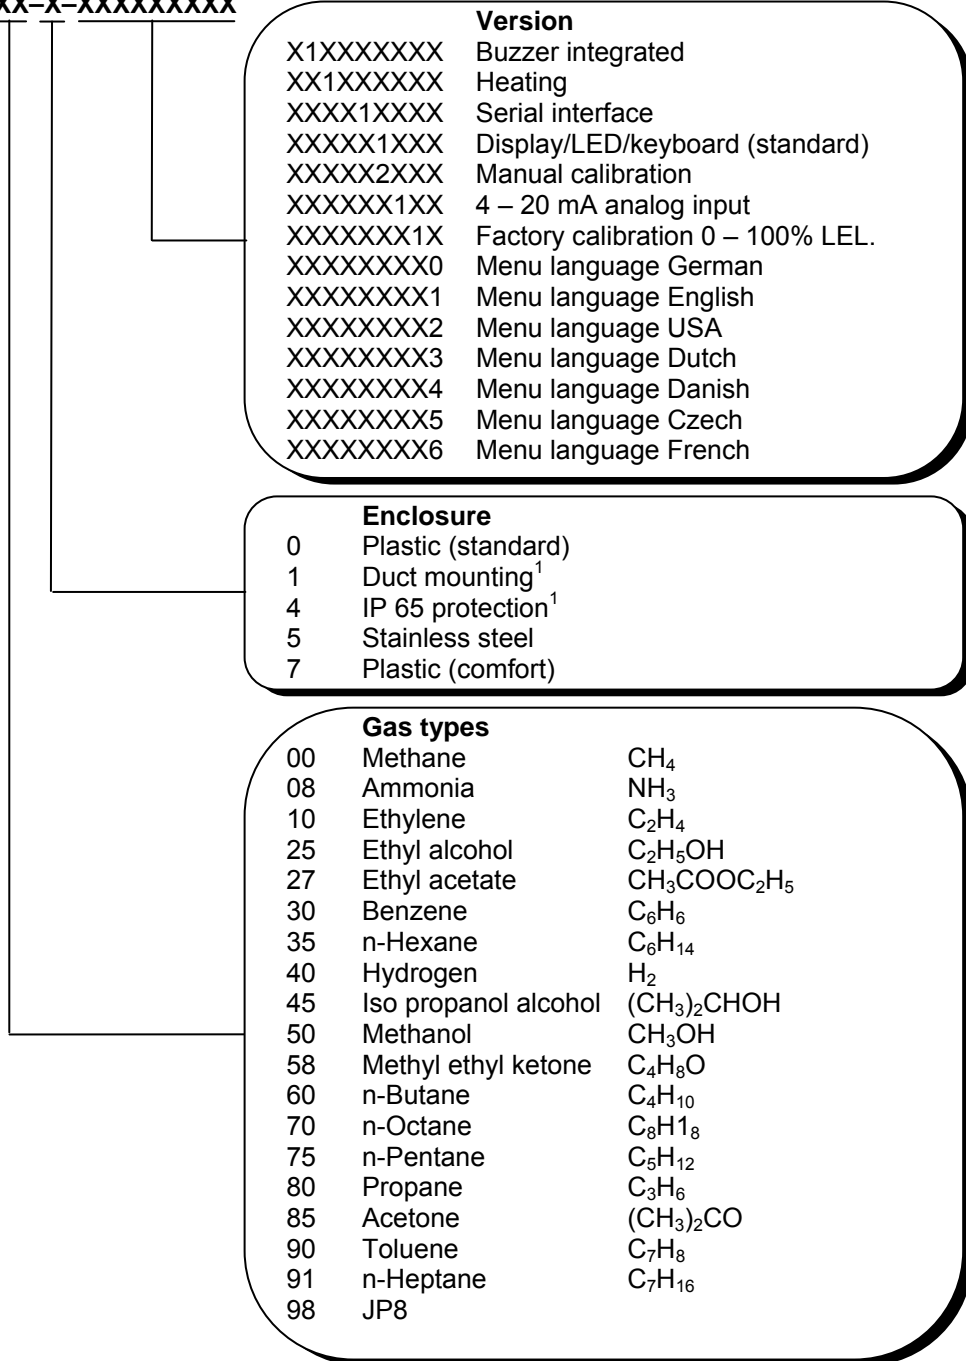 XX–X–XXXXXXXXX
Version
X1XXXXXXX Buzzer integrated
XX1XXXXXX Heating
XXXX1XXXX Serial interface
XXXXX1XXX Display/LED/keyboard (standard)
XXXXX2XXX Manual calibration
XXXXXX1XX 4 – 20 mA analog input
XXXXXXX1X Factory calibration 0 – 100% LEL.
XXXXXXXX0 Menu language German
XXXXXXXX1 Menu language English
XXXXXXXX2 Menu language USA
XXXXXXXX3 Menu language Dutch
XXXXXXXX4 Menu language Danish
XXXXXXXX5 Menu language Czech
XXXXXXXX6 Menu language French
Enclosure
0 Plastic (standard)
1 Duct mounting¹
4 IP 65 protection¹
5 Stainless steel
7 Plastic (comfort)
Gas types
00 Methane CH₄
08 Ammonia NH₃
10 Ethylene C₂H₄
25 Ethyl alcohol C₂H₅OH
27 Ethyl acetate CH₃COOC₂H₅
30 Benzene C₆H₆
35 n-Hexane C₆H₁₄
40 Hydrogen H₂
45 Iso propanol alcohol (CH₃)₂CHOH
50 Methanol CH₃OH
58 Methyl ethyl ketone C₄H₈O
60 n-Butane C₄H₁₀
70 n-Octane C₈H1₈
75 n-Pentane C₅H₁₂
80 Propane C₃H₆
85 Acetone (CH₃)₂CO
90 Toluene C₇H₈
91 n-Heptane C₇H₁₆
98 JP8